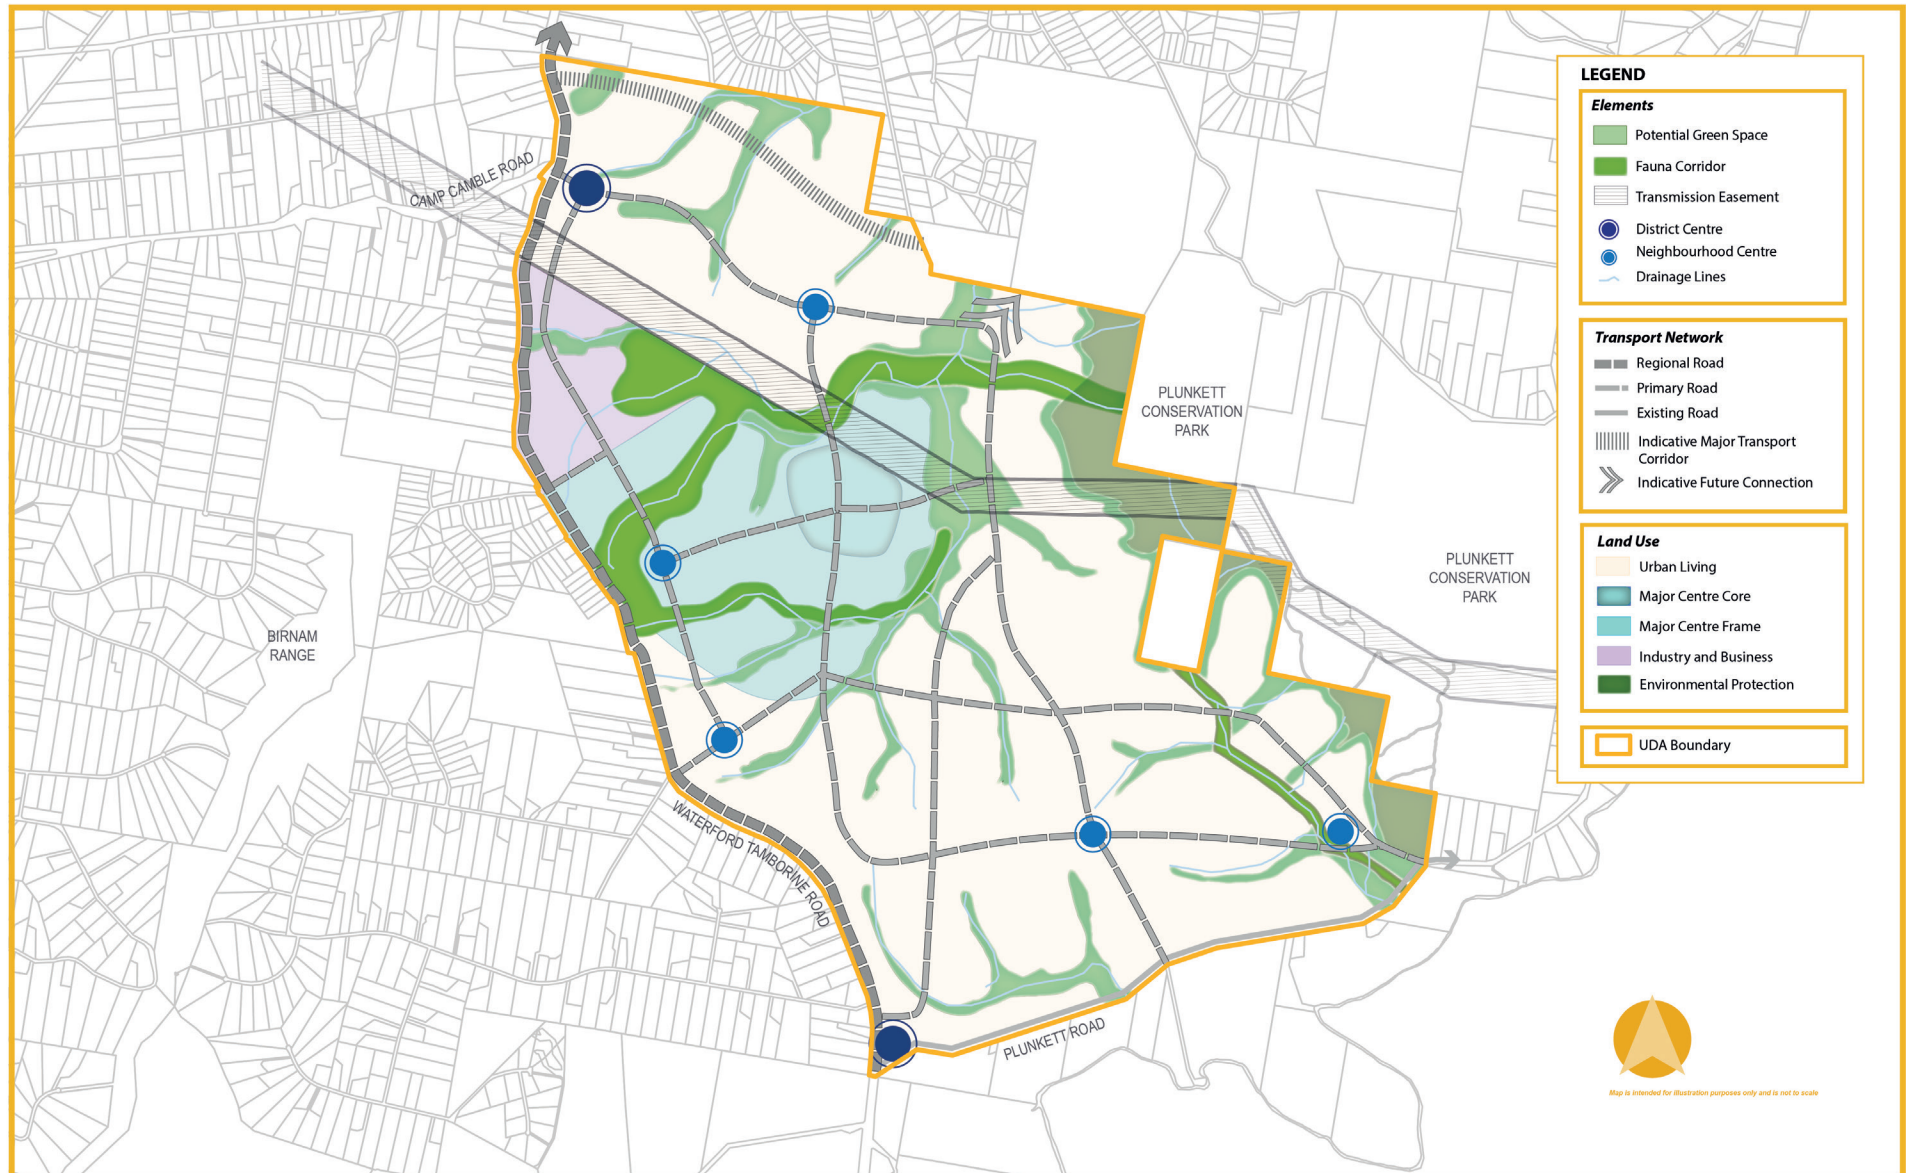 CAMP CAMBLE ROAD
BIRNAM
RANGE
WATERFORD TAMBORINE ROAD
PLUNKETT ROAD
PLUNKETT
CONSERVATION
PARK
PLUNKETT
CONSERVATION
PARK
LEGEND
Elements
Potential Green Space
Fauna Corridor
Transmission Easement
District Centre
Neighbourhood Centre
Drainage Lines
Transport Network
Regional Road
Primary Road
Existing Road
Indicative Major Transport
Corridor
Indicative Future Connection
Land Use
Urban Living
Major Centre Core
Major Centre Frame
Industry and Business
Environmental Protection
UDA Boundary
Map is intended for illustration purposes only and is not to scale